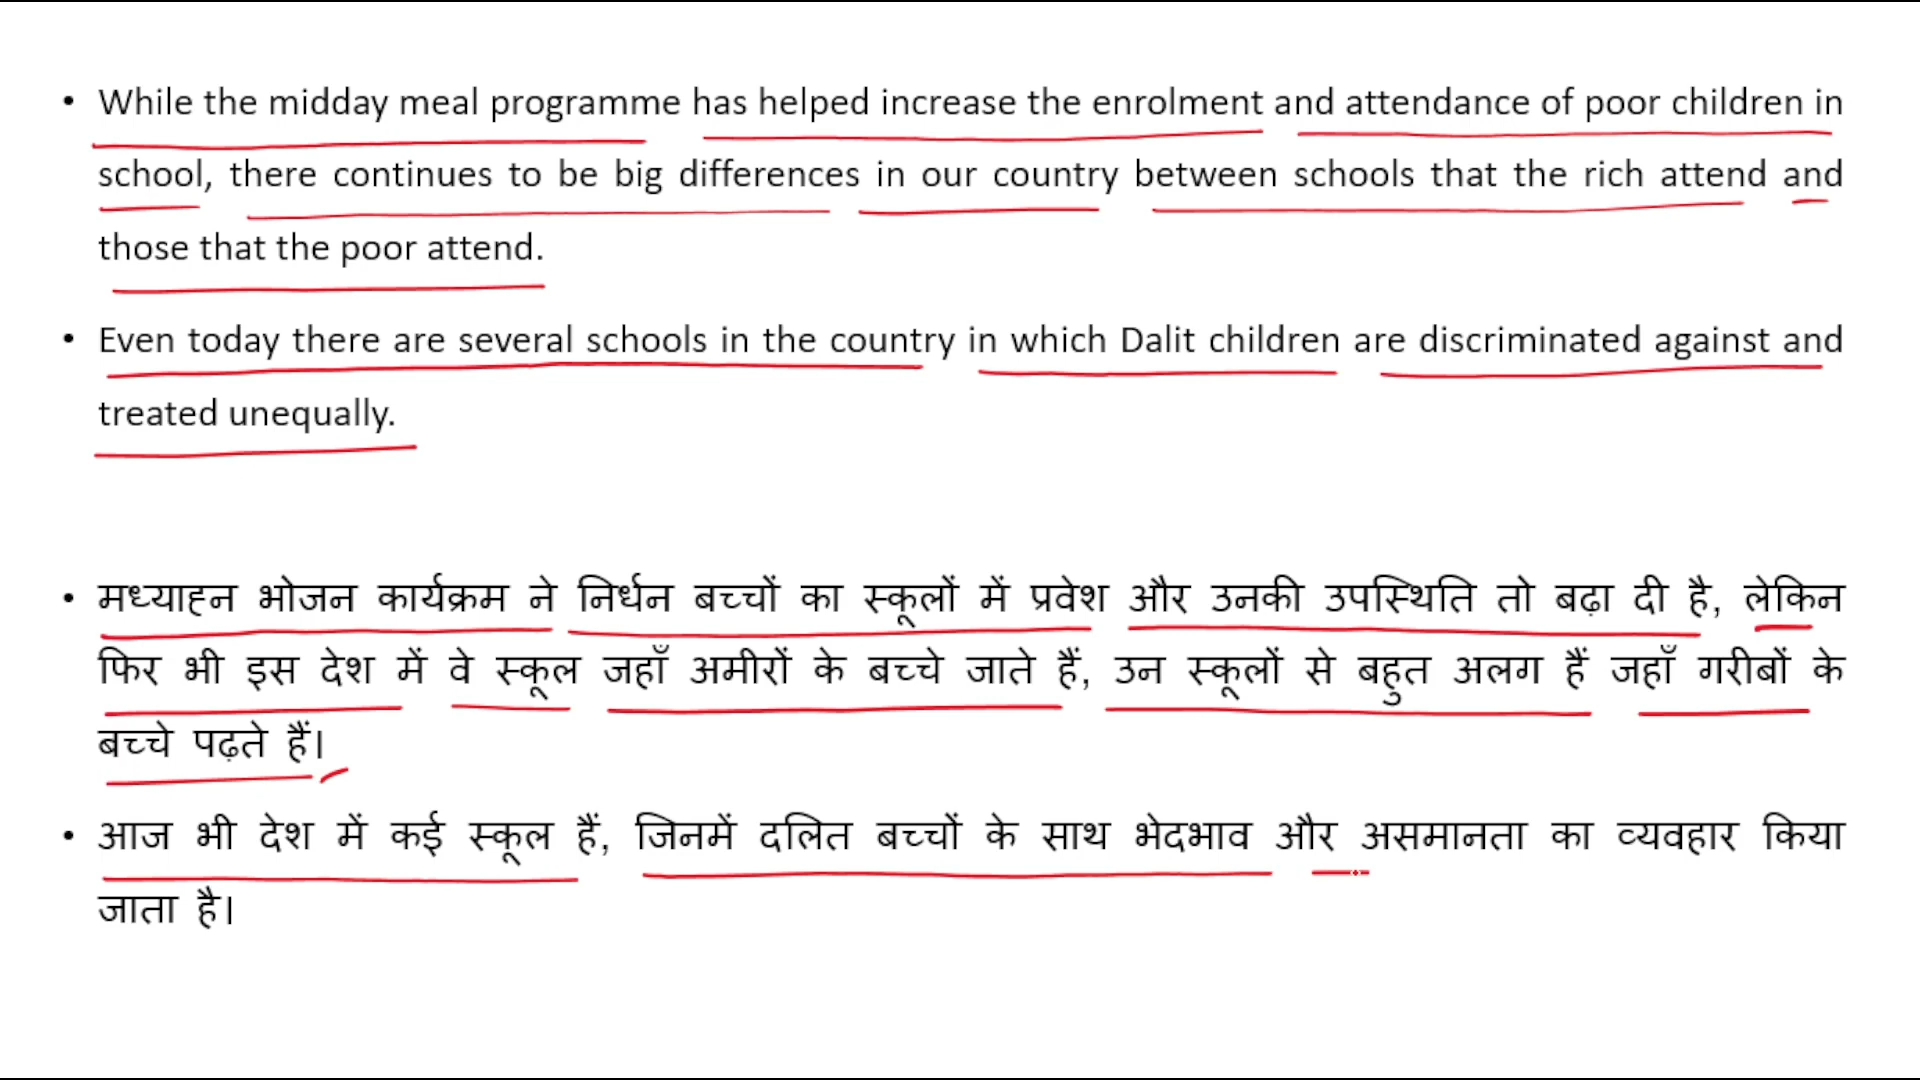 • While the midday meal programme has helped increase the enrolment and attendance of poor children in
school, there continues to be big differences in our country between schools that the rich attend and
those that the poor attend.
• Even today there are several schools in the country in which Dalit children are discriminated against and
treated unequally.
• मध्याह्न भोजन कार्यक्रम ने निर्धन बच्चों का स्कूलों में प्रवेश और उनकी उपस्थिति तो बढ़ा दी है, लेकिन
फिर भी इस देश में वे स्कूल जहाँ अमीरों के बच्चे जाते हैं, उन स्कूलों से बहुत अलग हैं जहाँ गरीबों के
बच्चे पढ़ते हैं।
• आज भी देश में कई स्कूल हैं, जिनमें दलित बच्चों के साथ भेदभाव और असमानता का व्यवहार किया
जाता है।